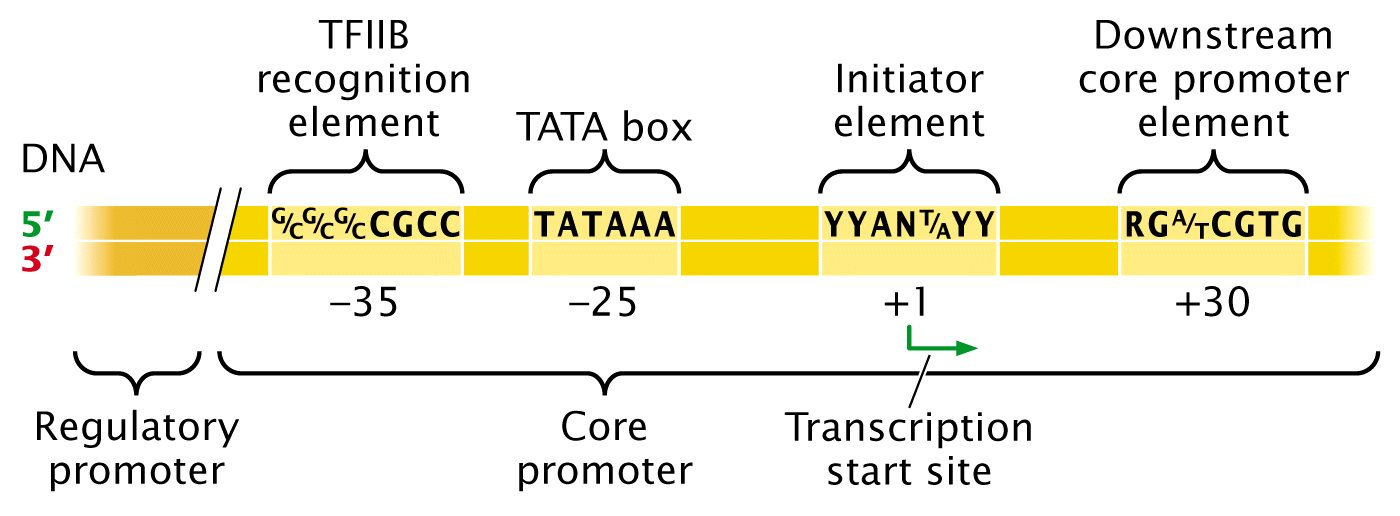 TFIIB
recognition
element
TATA box
Initiator
element
Downstream
core promoter
element
DNA
5′
3′
G/CG/CG/CCGCC
TATAAA
YYANT/AYY
RGA/TCGTG
–35
–25
+1
+30
Regulatory
promoter
Core
promoter
Transcription
start site